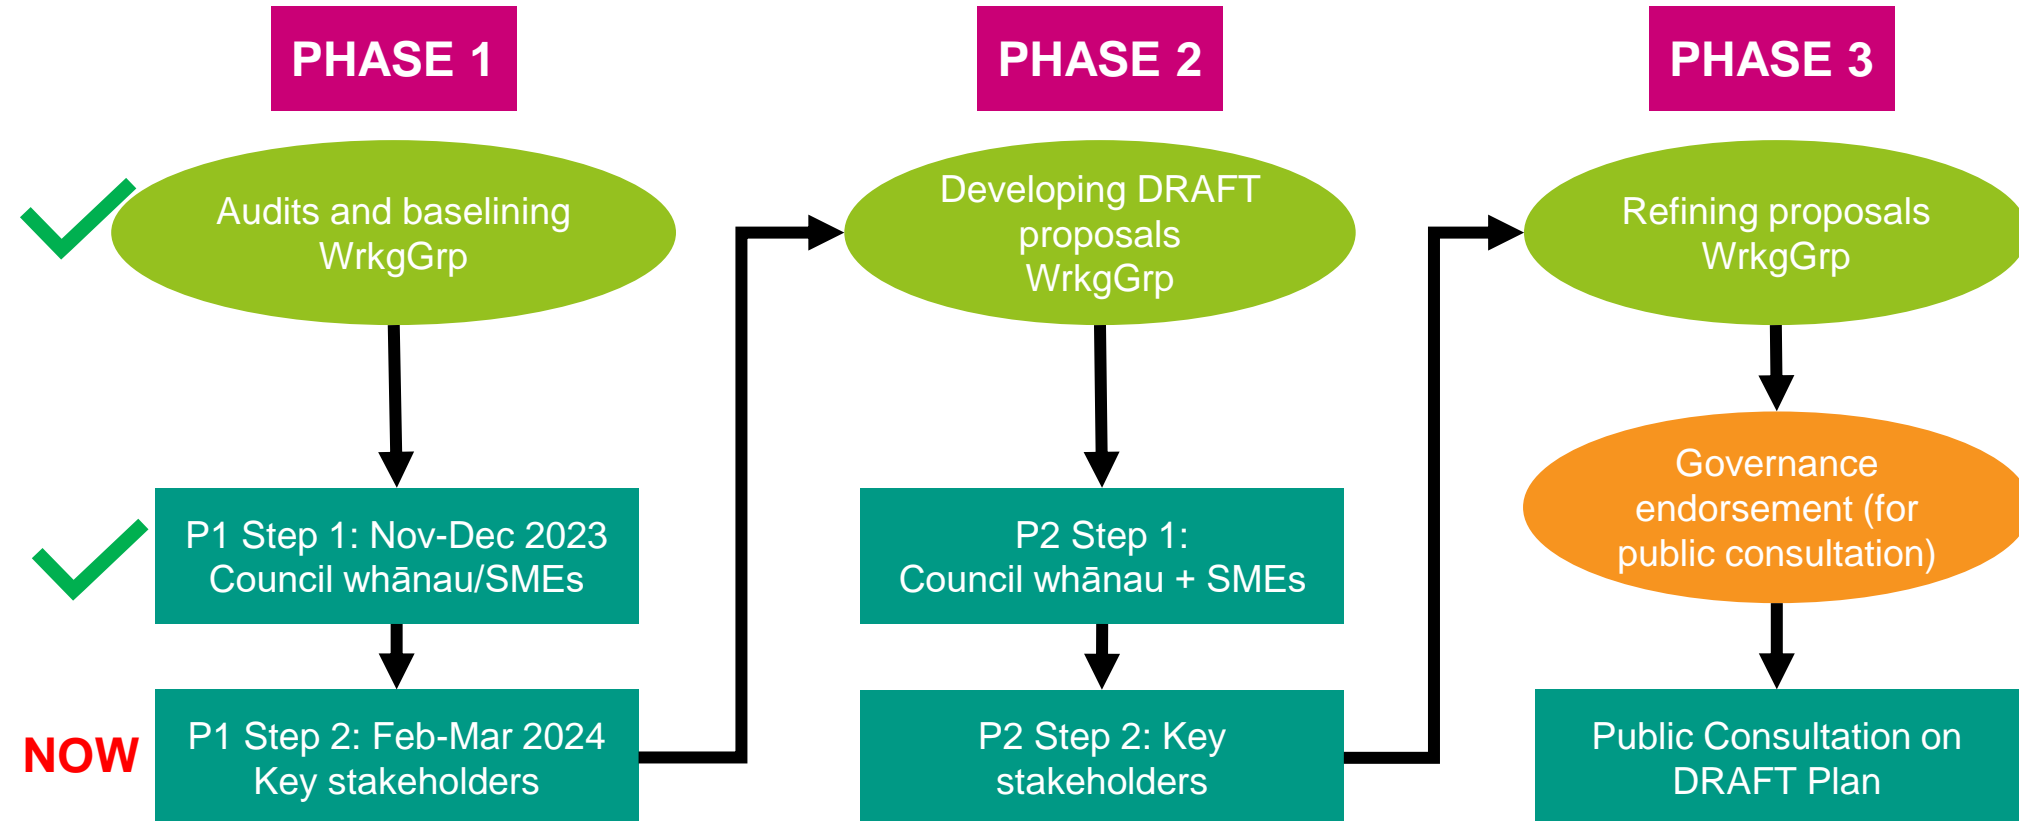 PHASE 1
Audits and baselining
WrkgGrp
P1 Step 1: Nov-Dec 2023
Council whānau/SMEs
NOW
P1 Step 2: Feb-Mar 2024
Key stakeholders
PHASE 2
Developing DRAFT
proposals
WrkgGrp
P2 Step 1:
Council whānau + SMEs
P2 Step 2: Key
stakeholders
PHASE 3
Refining proposals
WrkgGrp
Governance
endorsement (for
public consultation)
Public Consultation on
DRAFT Plan